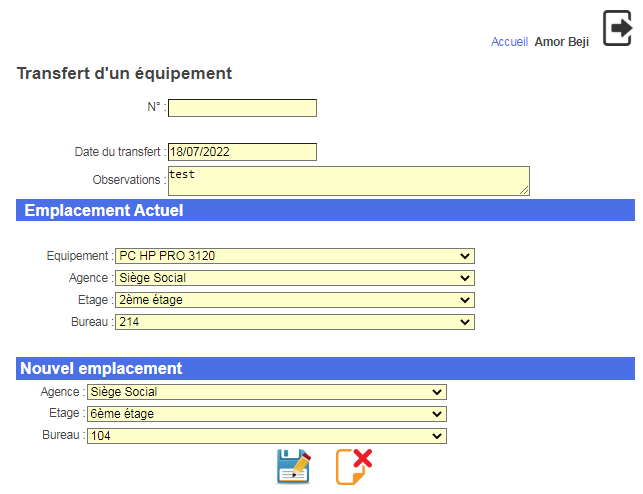 Accueil Amor Beji
Transfert d'un équipement
N° :
Date du transfert : 18/07/2022
Observations : test
Emplacement Actuel
Equipement : PC HP PRO 3120
Agence : Siège Social
Etage : 2ème étage
Bureau : 214
Nouvel emplacement
Agence : Siège Social
Etage : 6ème étage
Bureau : 104